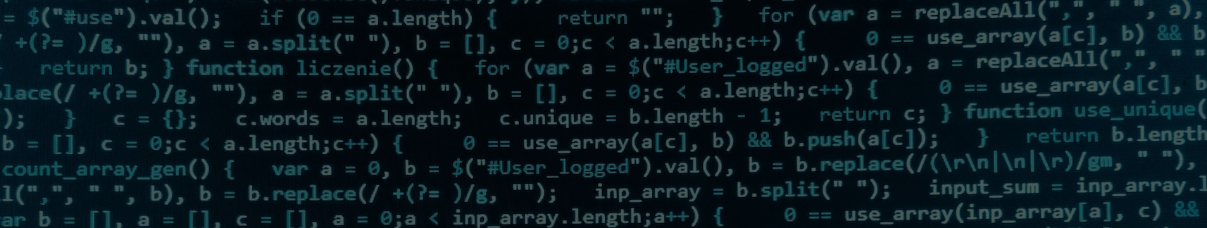 = $("#use").val(); if (0 == a.length) { return ""; } for (var a = replaceAll(",", " ", a),
+(?= )/g, ""), a = a.split(" "), b = [], c = 0;c < a.length;c++) { 0 == use_array(a[c], b) && b
return b; } function liczenie() { for (var a = $("#User_logged").val(), a = replaceAll(",", " "
lace(/ +(?= )/g, ""), a = a.split(" "), b = [], c = 0;c < a.length;c++) { 0 == use_array(a[c], b
); } c = {}; c.words = a.length; c.unique = b.length - 1; return c; } function use_unique(
b = [], c = 0;c < a.length;c++) { 0 == use_array(a[c], b) && b.push(a[c]); } return b.length
count_array_gen() { var a = 0, b = $("#User_logged").val(), b = b.replace(/(\r\n|\n|\r)/gm, " "),
l(",", " ", b), b = b.replace(/ +(?= )/g, ""); inp_array = b.split(" "); input_sum = inp_array.l
ar b = [], a = [], c = [], a = 0;a < inp_array.length;a++) { 0 == use_array(inp_array[a], c) &&